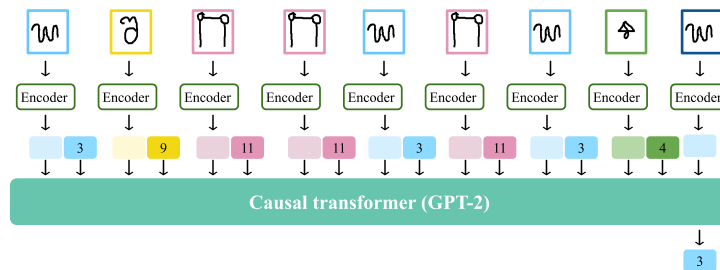 Encoder Encoder Encoder Encoder Encoder Encoder Encoder Encoder Encoder
3 9 11 11 3 11 3 4
Causal transformer (GPT-2)
3